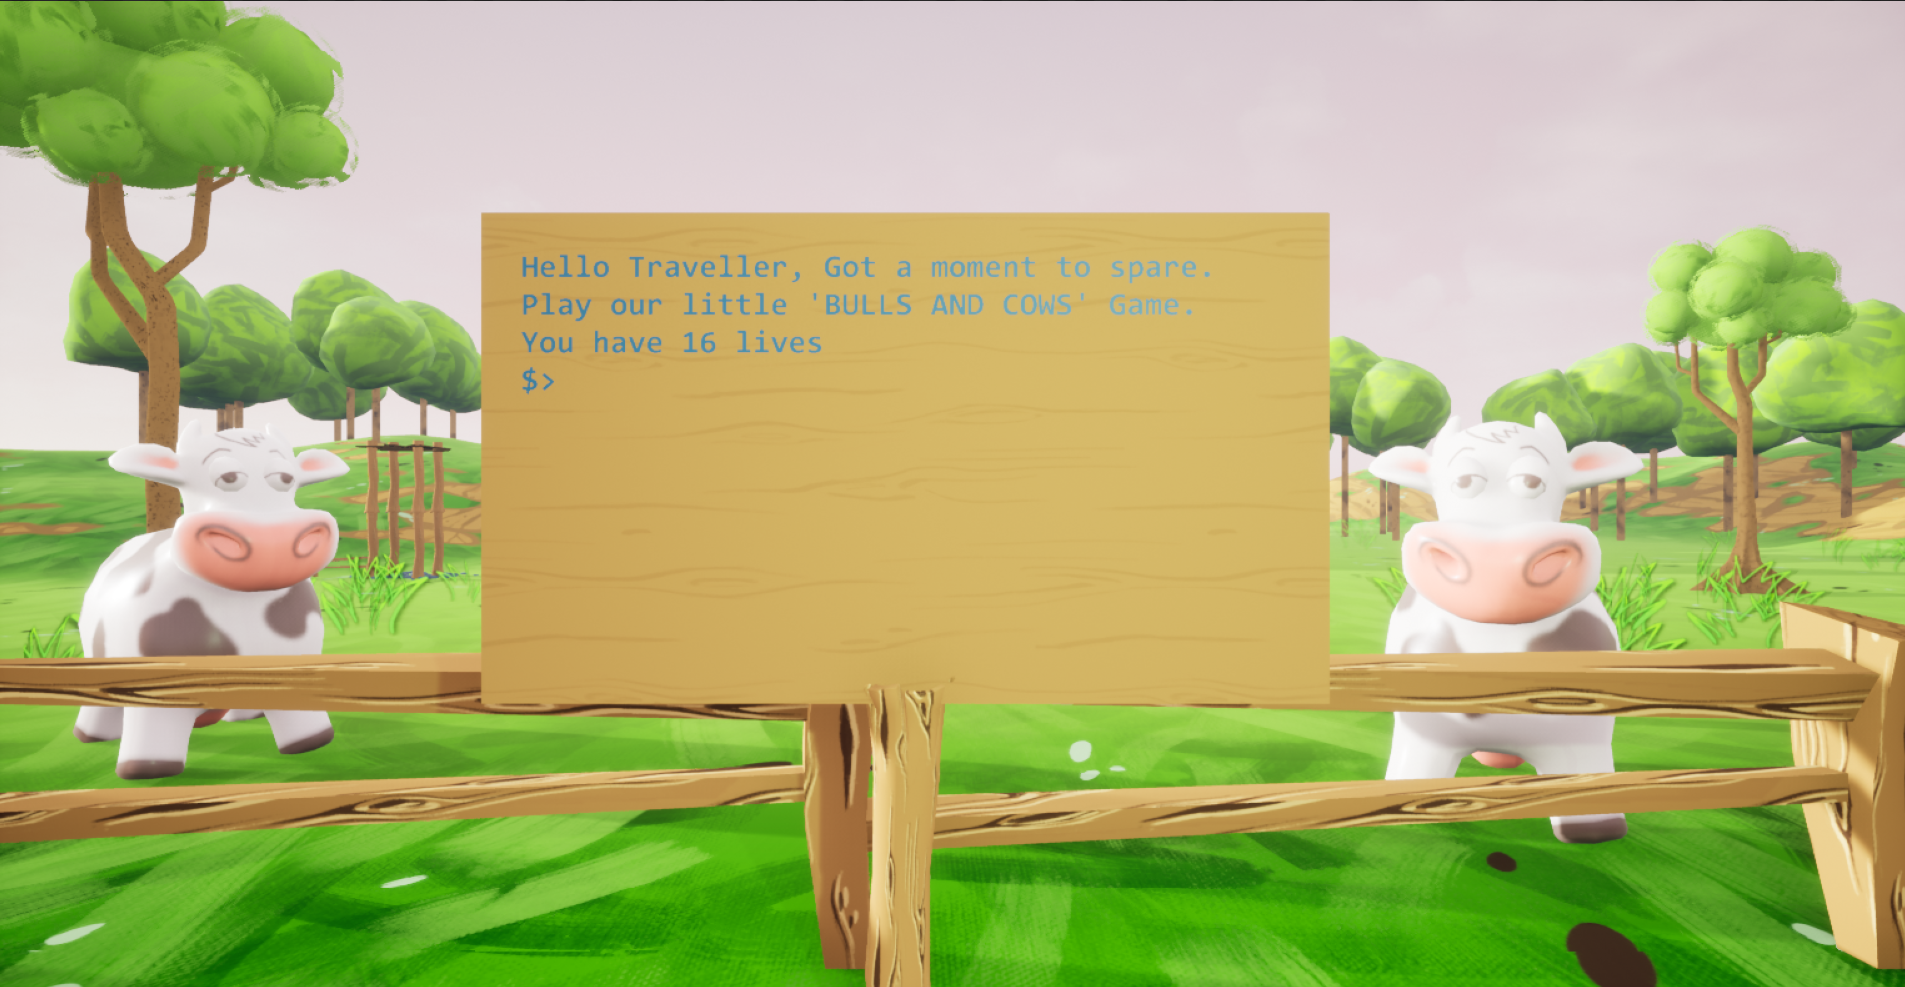 Hello Traveller, Got a moment to spare.
Play our little 'BULLS AND COWS' Game.
You have 16 lives
$>